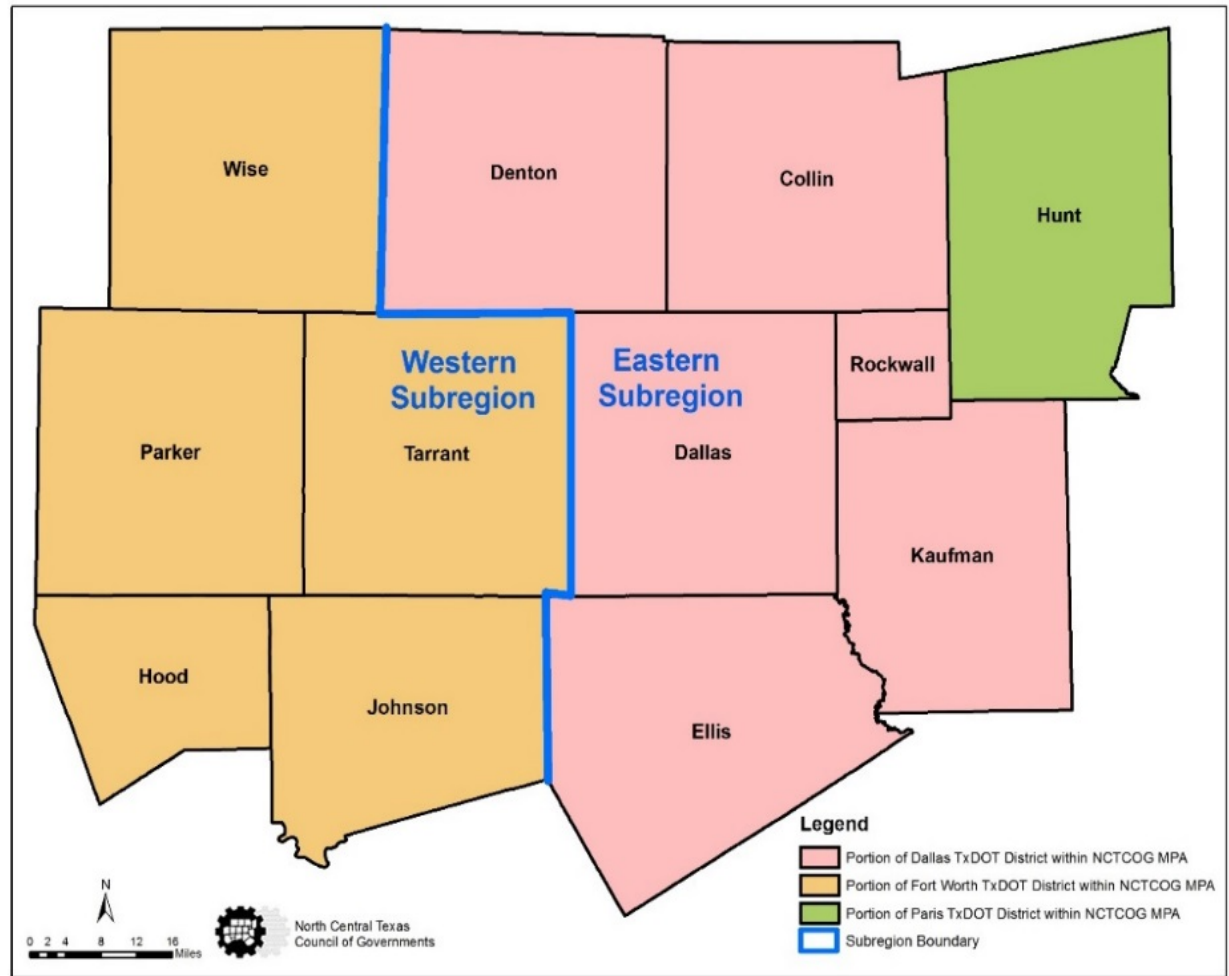 Wise
Denton
Collin
Hunt
Western
Subregion
Eastern
Subregion
Rockwall
Parker
Tarrant
Dallas
Kaufman
Hood
Johnson
Ellis
Legend
Portion of Dallas TxDOT District within NCTCOG MPA
Portion of Fort Worth TxDOT District within NCTCOG MPA
Portion of Paris TxDOT District within NCTCOG MPA
Subregion Boundary
N
0 2 4 8 12 16
Miles
North Central Texas
Council of Governments